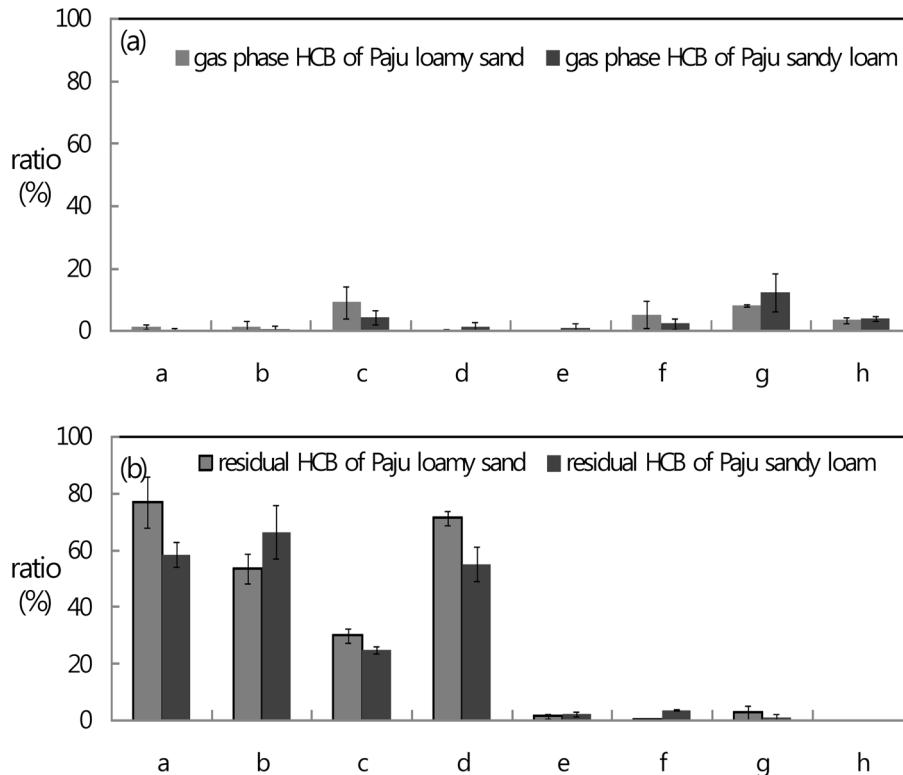 100
(a)
gas phase HCB of Paju loamy sand
gas phase HCB of Paju sandy loam
80
60
ratio
(%)
40
20
0
a b c d e f g h
100
(b)
residual HCB of Paju loamy sand
residual HCB of Paju sandy loam
80
60
ratio
(%)
40
20
0
a b c d e f g h